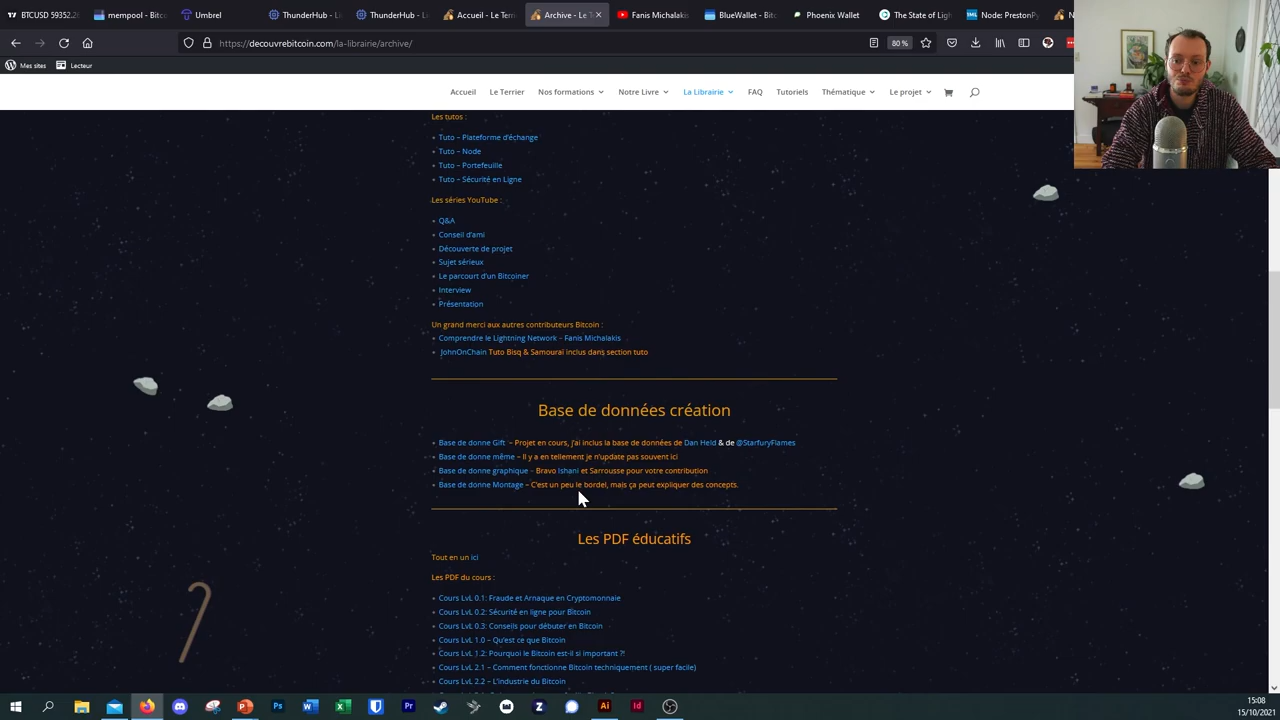 BTCUSD 59352.2
mempool - Bitco
Umbrel
ThunderHub - Li
ThunderHub - Li
Accueil - Le Terri
Archive - Le T
Fanis Michalakis
BlueWallet - Bitc
Phoenix Wallet
The State of Ligh
Node: PrestonPy
https://decouvrebitcoin.com/la-librairie/archive/
80 %
Mes sites
Lecteur
Accueil
Le Terrier
Nos formations
Notre Livre
La Librairie
FAQ
Tutoriels
Thématique
Le projet
Les tutos :
Tuto – Plateforme d'échange
Tuto – Node
Tuto – Portefeuille
Tuto – Sécurité en Ligne
Les séries YouTube :
Q&A
Conseil d'ami
Découverte de projet
Sujet sérieux
Le parcourt d'un Bitcoiner
Interview
Présentation
Un grand merci aux autres contributeurs Bitcoin :
Comprendre le Lightning Network – Fanis Michalakis
JohnOnChain Tuto Bisq & Samourai inclus dans section tuto
Base de données création
Base de donne Gift – Projet en cours, j'ai inclus la base de données de Dan Held & de @StarfuryFlames
Base de donne même – Il y a en tellement je n'update pas souvent ici
Base de donne graphique – Bravo Ishani et Sarrousse pour votre contribution
Base de donne Montage – C'est un peu le bordel, mais ça peut expliquer des concepts.
Les PDF éducatifs
Tout en un ici
Les PDF du cours :
Cours LvL 0.1: Fraude et Arnaque en Cryptomonnaie
Cours LvL 0.2: Sécurité en ligne pour Bitcoin
Cours LvL 0.3: Conseils pour débuter en Bitcoin
Cours LvL 1.0 – Qu'est ce que Bitcoin
Cours LvL 1.2: Pourquoi le Bitcoin est-il si important ?!
Cours LvL 2.1 – Comment fonctionne Bitcoin techniquement ( super facile)
Cours LvL 2.2 – L'industrie du Bitcoin
15:08
15/10/2021